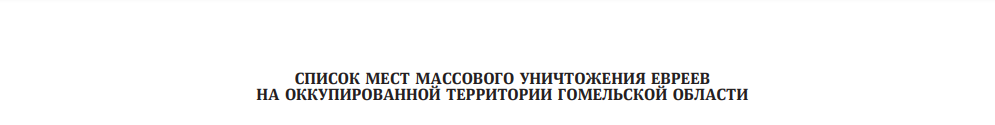 СПИСОК МЕСТ МАССОВОГО УНИЧТОЖЕНИЯ ЕВРЕЕВ
НА ОККУПИРОВАННОЙ ТЕРРИТОРИИ ГОМЕЛЬСКОЙ ОБЛАСТИ